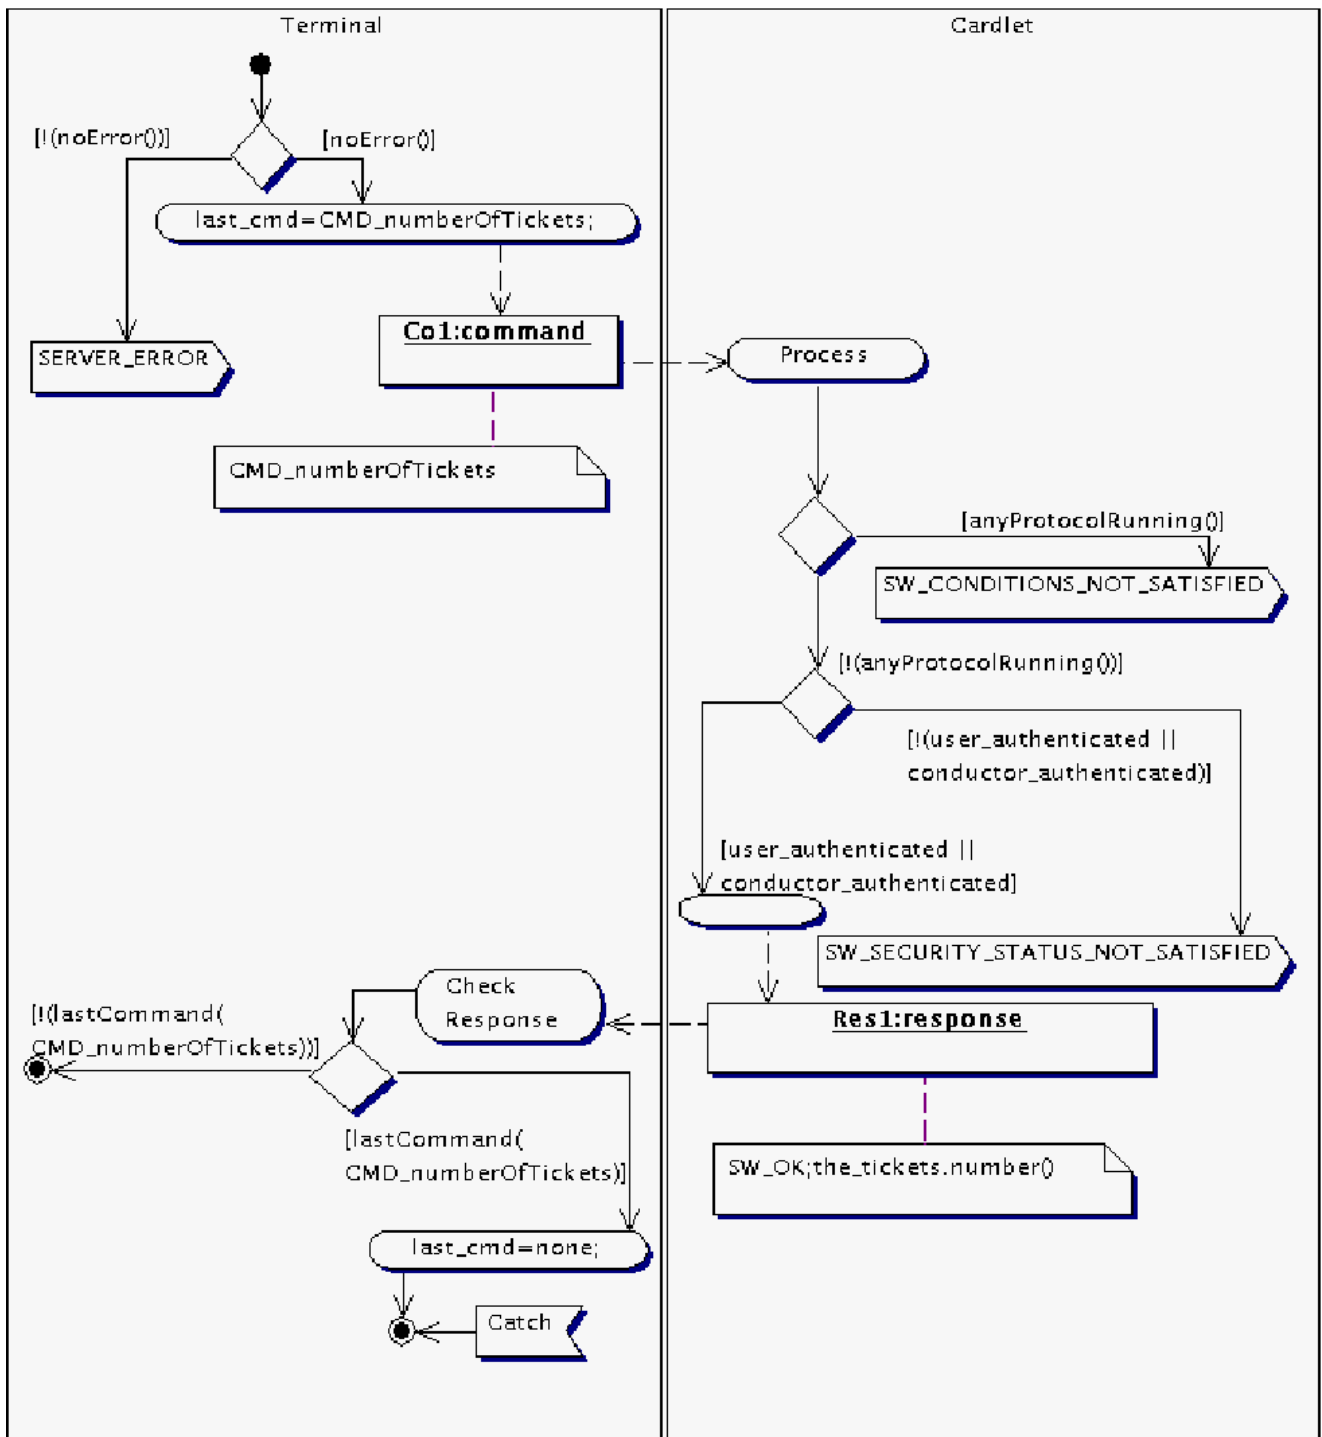 Terminal
Cardlet
[!(noError())]
[noError()]
last_cmd=CMD_numberOfTickets;
Co1:command
SERVER_ERROR
Process
CMD_numberOfTickets
[anyProtocolRunning()]
SW_CONDITIONS_NOT_SATISFIED
[!(anyProtocolRunning())]
[!(user_authenticated ||
conductor_authenticated)]
[user_authenticated ||
conductor_authenticated]
SW_SECURITY_STATUS_NOT_SATISFIED
Check
Response
[!(lastCommand(
CMD_numberOfTickets))]
Res1:response
[lastCommand(
CMD_numberOfTickets)]
SW_OK;the_tickets.number()
last_cmd=none;
Catch